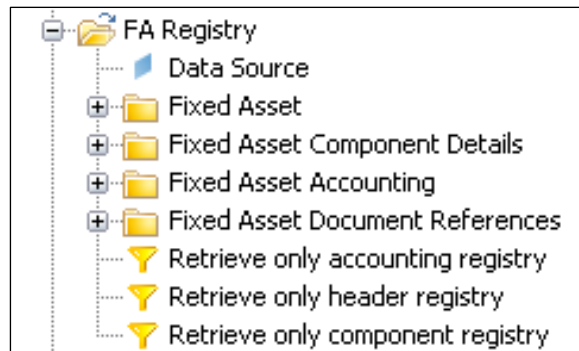 FA Registry
Data Source
Fixed Asset
Fixed Asset Component Details
Fixed Asset Accounting
Fixed Asset Document References
Retrieve only accounting registry
Retrieve only header registry
Retrieve only component registry